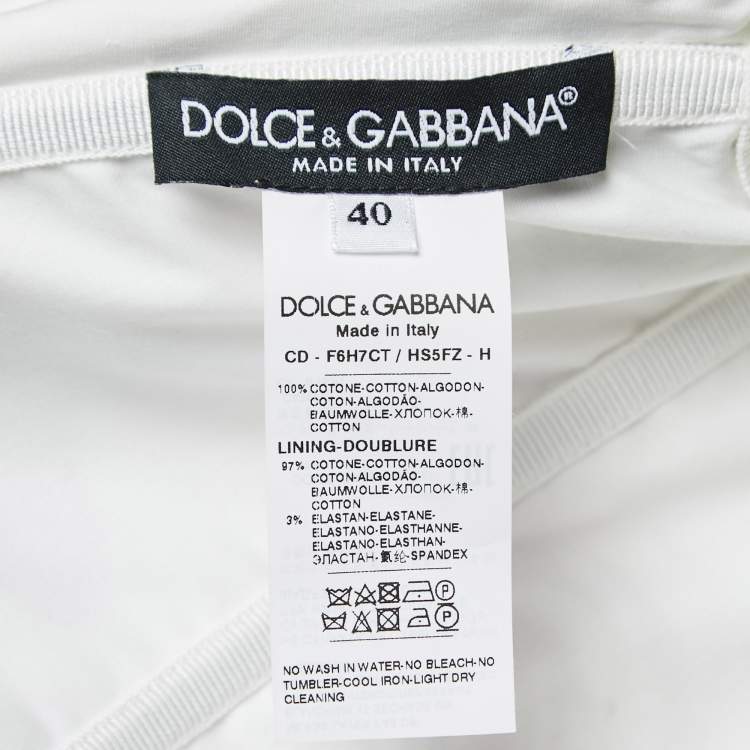 DOLCE & GABBANA®
MADE IN ITALY
40
DOLCE & GABBANA
Made in Italy
CD - F6H7CT / HS5FZ - H
100% COTONE-COTTON-ALGODON-
COTON-ALGODÃO-
BAUMWOLLE-ХЛОПОК-棉-
COTTON
LINING-DOUBLURE
97% COTONE-COTTON-ALGODON-
COTON-ALGODÃO-
BAUMWOLLE-ХЛОПОК-棉-
COTTON
3% ELASTAN-ELASTANE-
ELASTANO-ELASTHANNE-
ELASTANO-ELASTHAN-
ЭЛАСТАН-氨纶-SPANDEX
P
P
NO WASH IN WATER-NO BLEACH-NO
TUMBLER-COOL IRON-LIGHT DRY
CLEANING